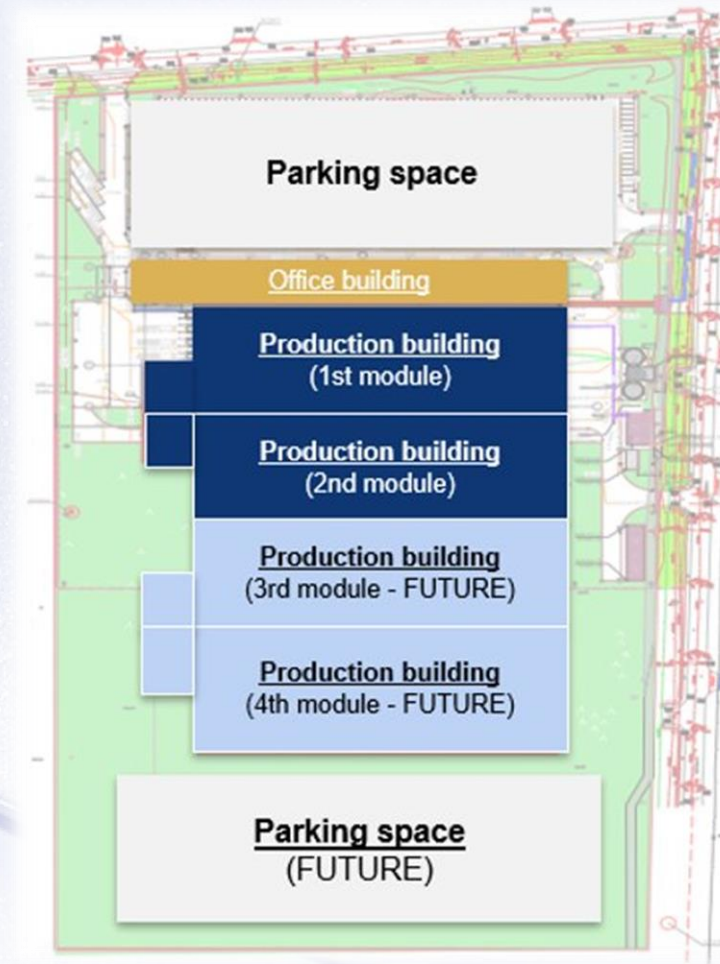 Parking space
Office building
Production building
(1st module)
Production building
(2nd module)
Production building
(3rd module - FUTURE)
Production building
(4th module - FUTURE)
Parking space
(FUTURE)